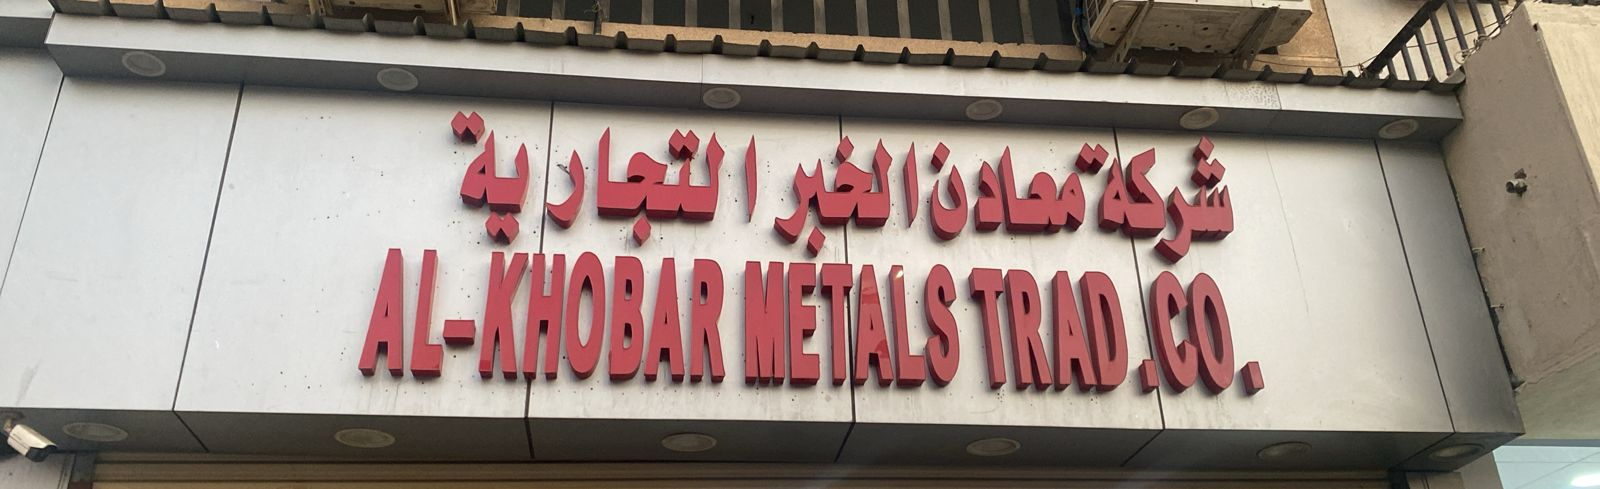 شركة معادن الخبر التجارية
AL-KHOBAR METALS TRAD.CO.